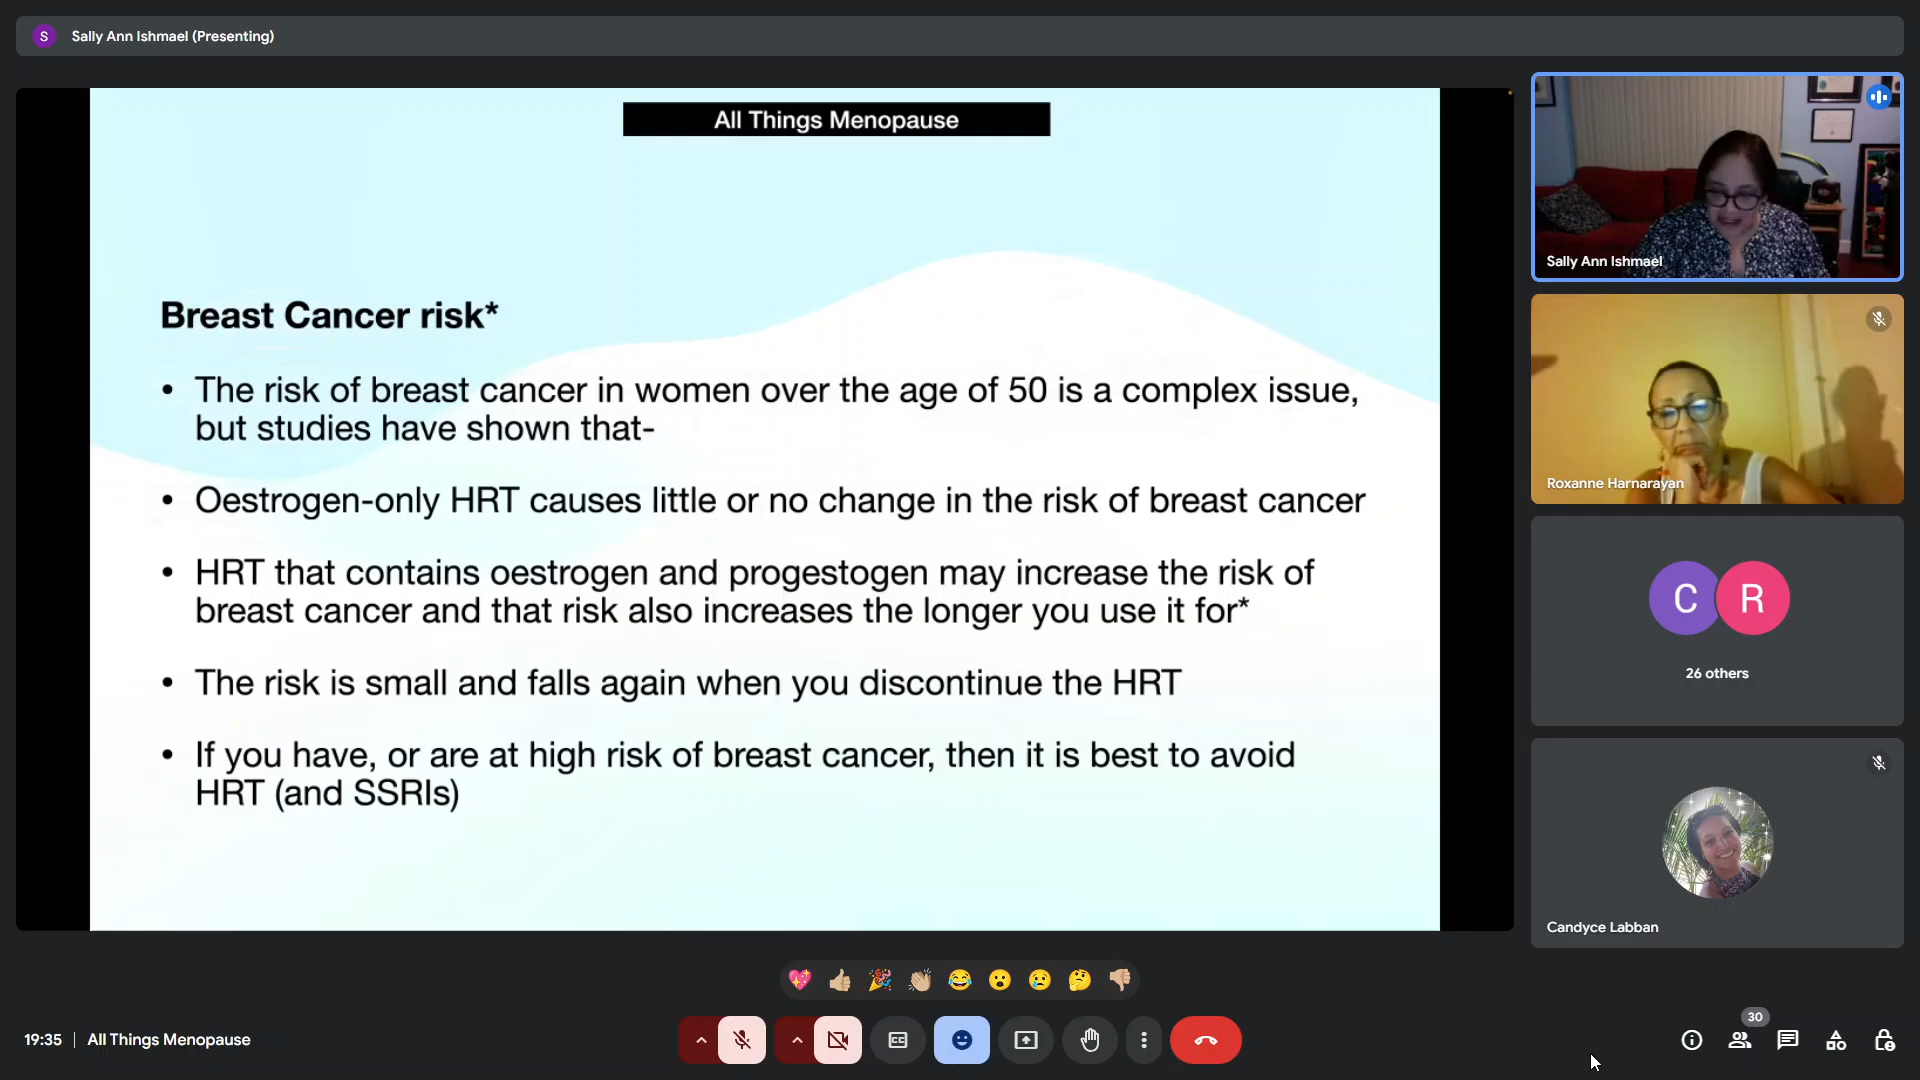 S
Sally Ann Ishmael (Presenting)
All Things Menopause
Breast Cancer risk*
• The risk of breast cancer in women over the age of 50 is a complex issue,
but studies have shown that-
• Oestrogen-only HRT causes little or no change in the risk of breast cancer
• HRT that contains oestrogen and progestogen may increase the risk of
breast cancer and that risk also increases the longer you use it for*
• The risk is small and falls again when you discontinue the HRT
• If you have, or are at high risk of breast cancer, then it is best to avoid
HRT (and SSRIs)
Sally Ann Ishmael
Roxanne Harnarayan
C R
26 others
Candyce Labban
19:35 | All Things Menopause
CC
30